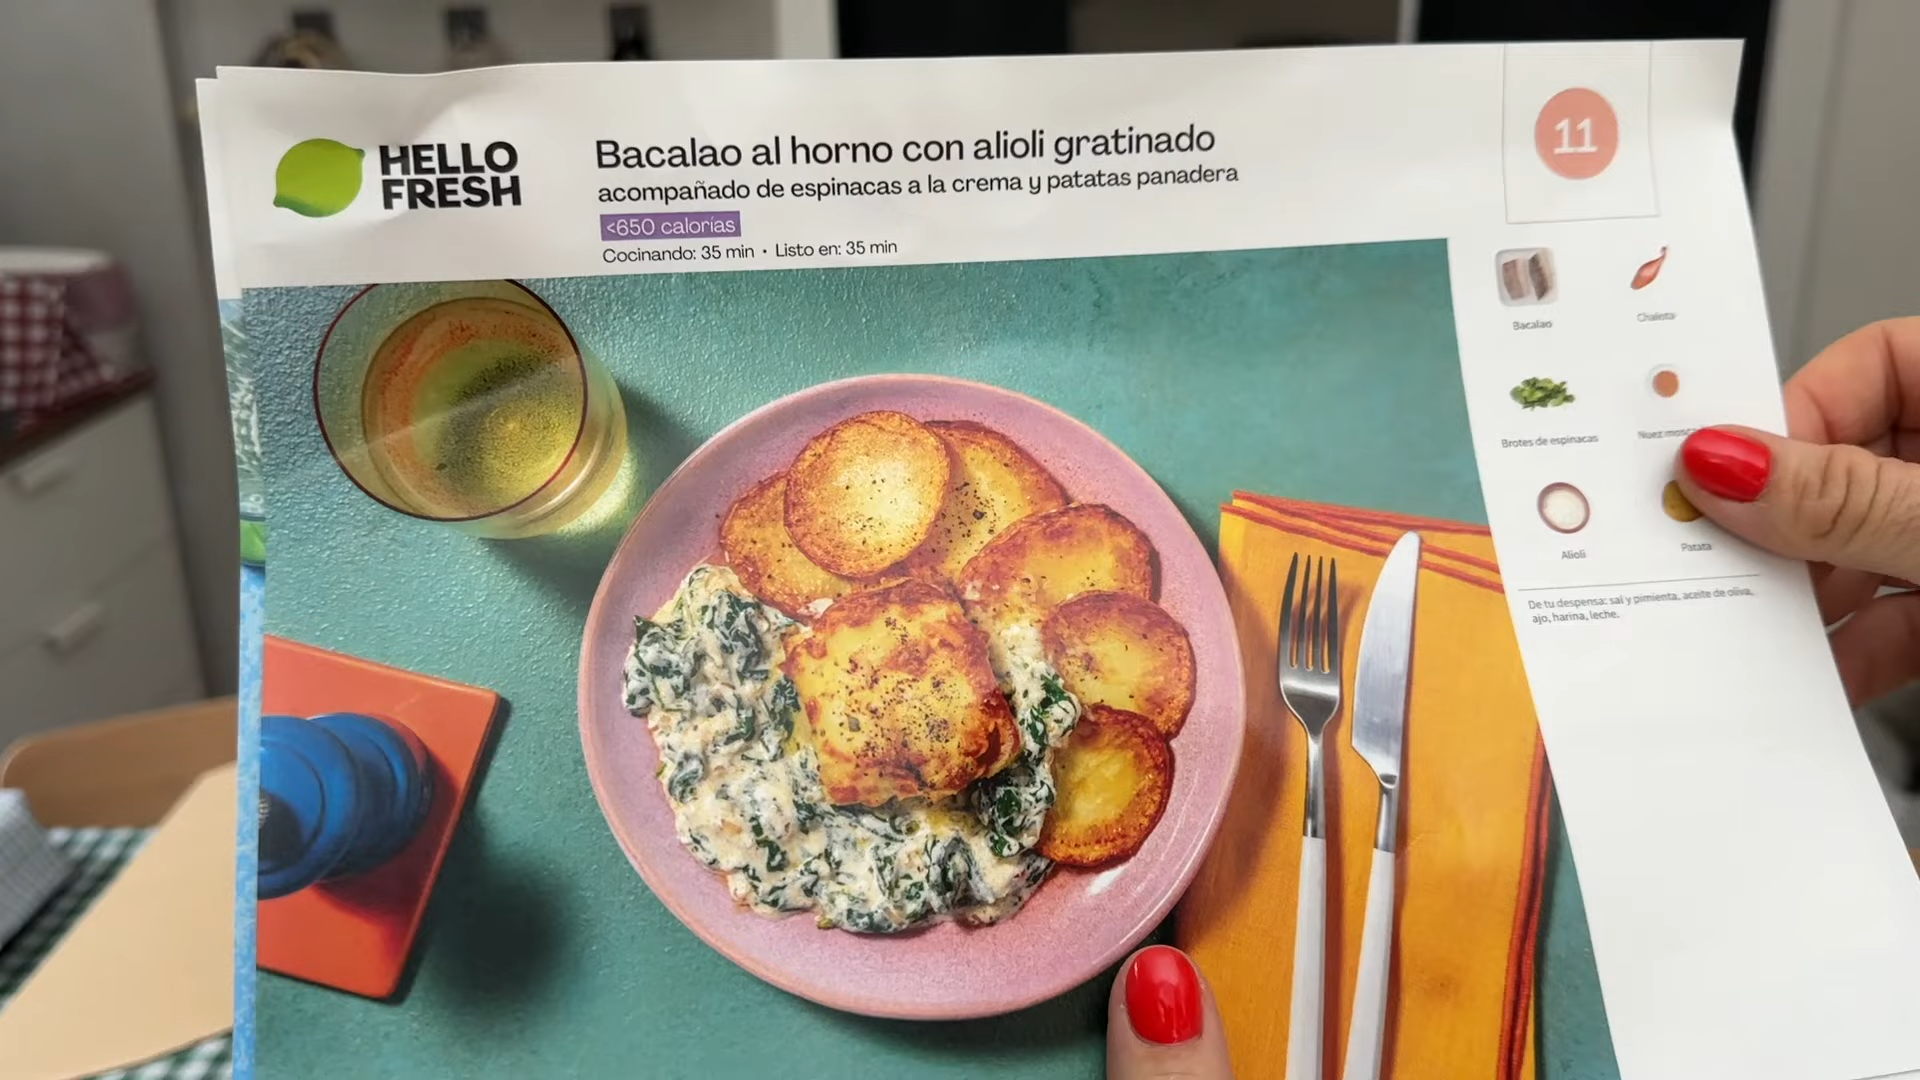 HELLO
FRESH
Bacalao al horno con alioli gratinado
acompañado de espinacas a la crema y patatas panadera
<650 calorías
Cocinando: 35 min • Listo en: 35 min
11
Bacalao
Chalota
Brotes de espinacas
Nuez
Alioli
Patata
De tu despensa: sal y pimienta, aceite de oliva,
ajo, harina, leche.